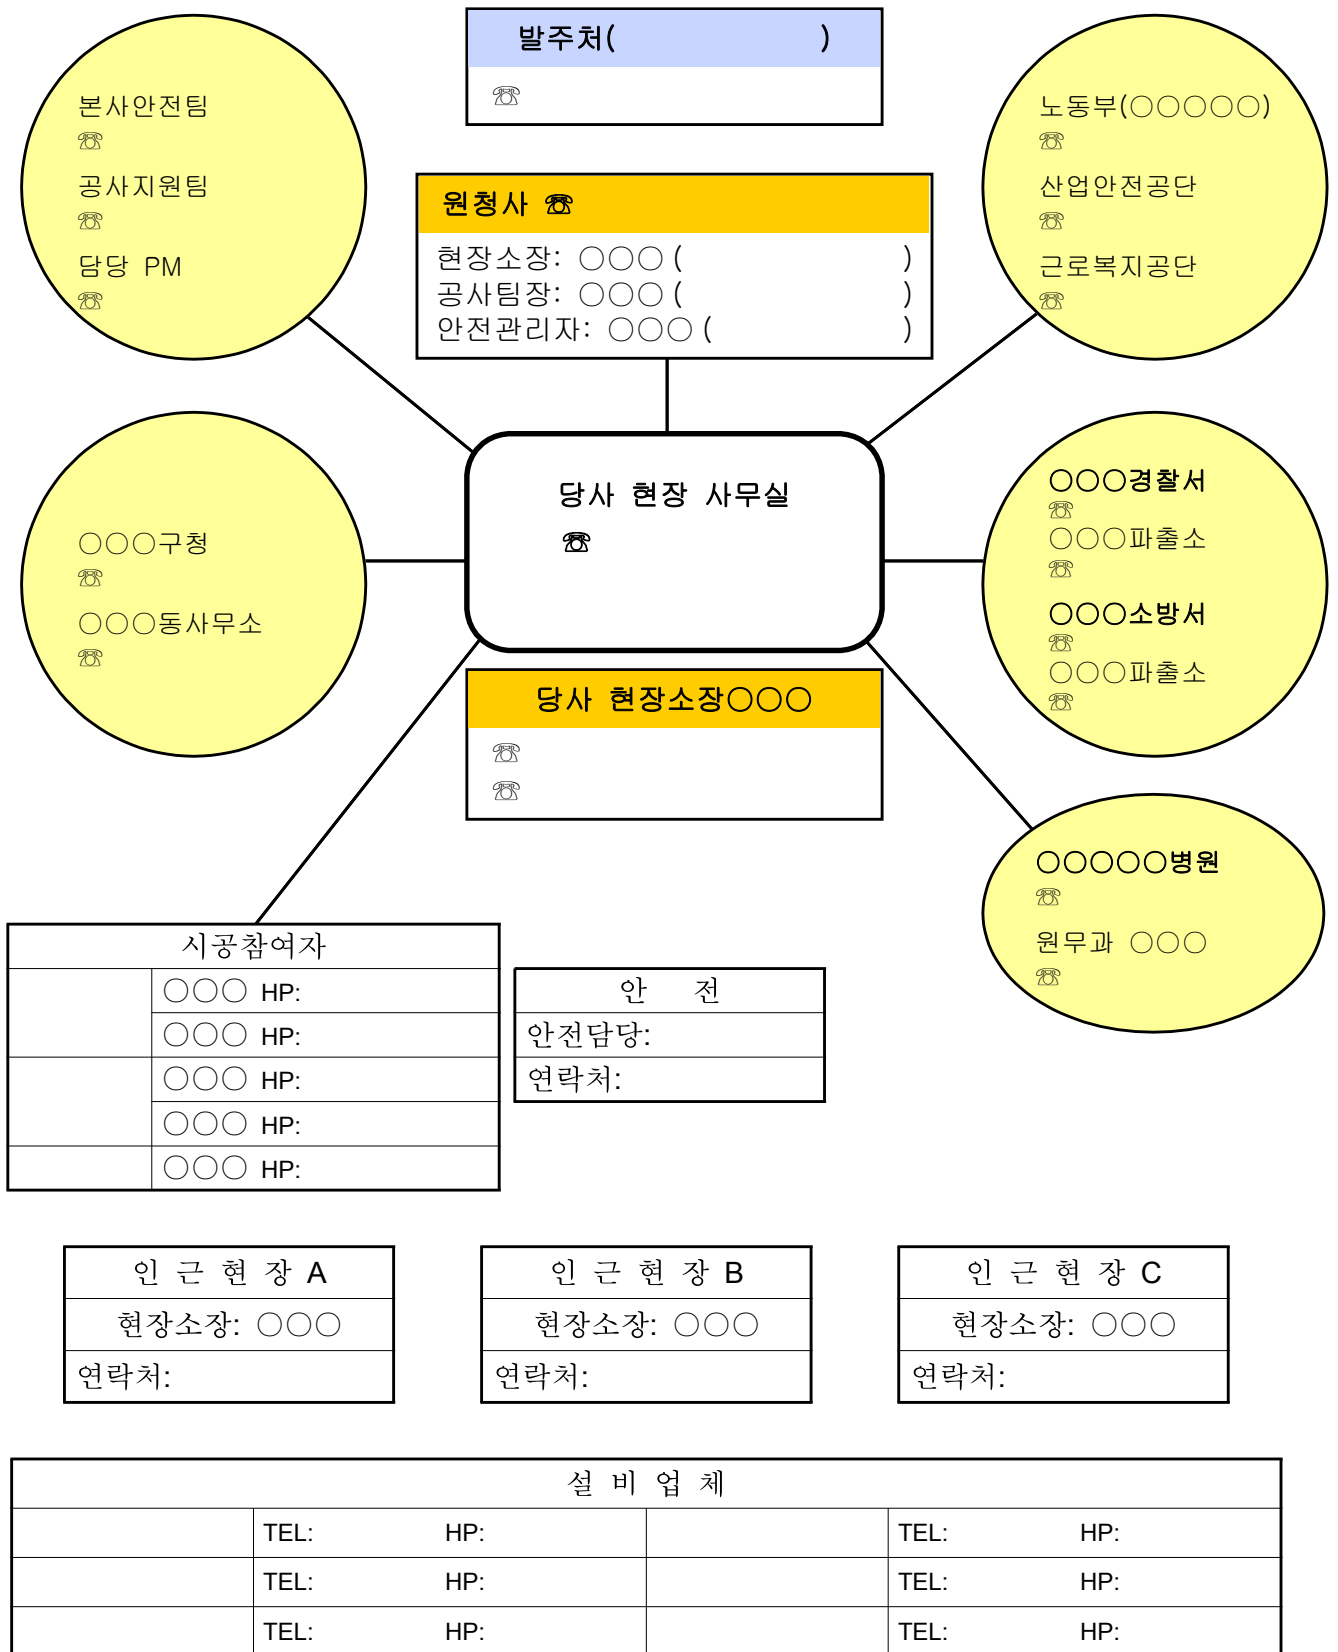 발주처( )
☏
본사안전팀
☏
공사지원팀
☏
담당 PM
☏
원청사 ☏
현장소장: ○○○ ( )
공사팀장: ○○○ ( )
안전관리자: ○○○ ( )
노동부(○○○○○)
☏
산업안전공단
☏
근로복지공단
☏
○○○구청
☏
○○○동사무소
☏
당사 현장 사무실
☏
○○○경찰서
☏
○○○파출소
☏
○○○소방서
☏
○○○파출소
☏
당사 현장소장○○○
☏
☏
○○○○○병원
☏
원무과 ○○○
☏
시공참여자
○○○ HP:
○○○ HP:
○○○ HP:
○○○ HP:
○○○ HP:
안 전
안전담당:
연락처:
인 근 현 장 A
현장소장: ○○○
연락처:
인 근 현 장 B
현장소장: ○○○
연락처:
인 근 현 장 C
현장소장: ○○○
연락처:
설 비 업 체
TEL: HP: TEL: HP:
TEL: HP: TEL: HP:
TEL: HP: TEL: HP: